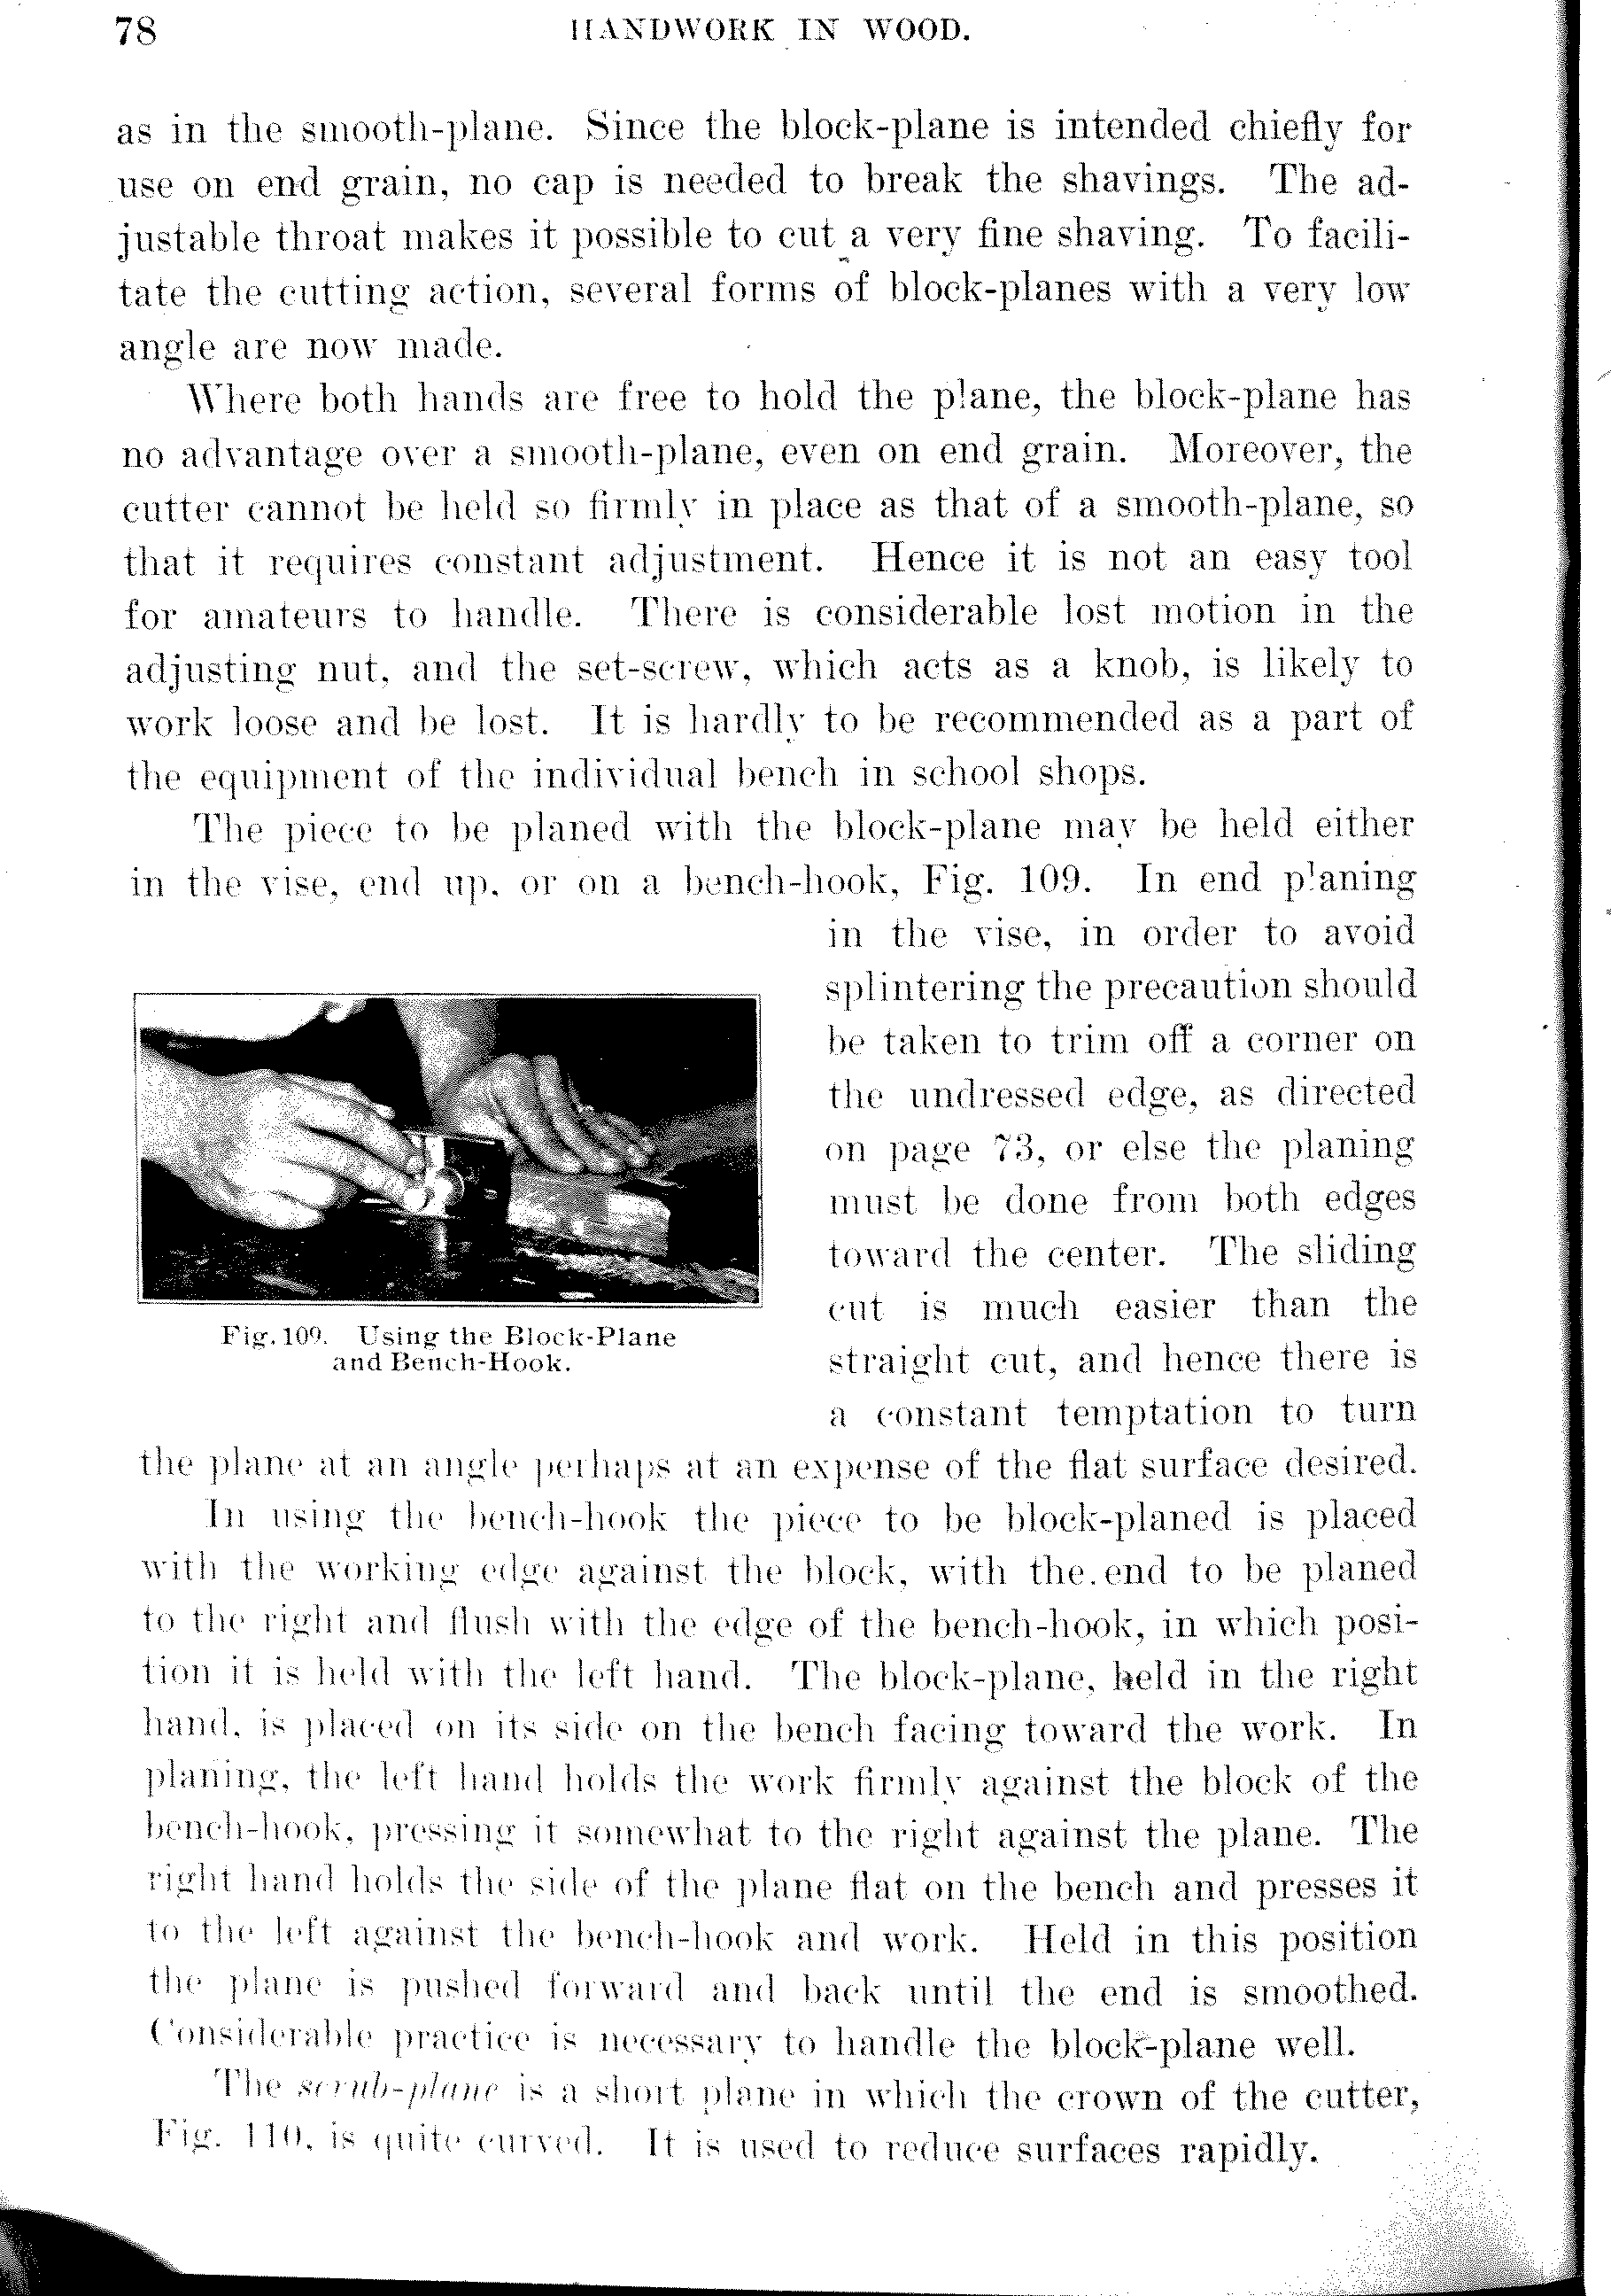 78 HANDWORK IN WOOD.
as in the smooth-plane. Since the block-plane is intended chiefly for
use on end grain, no cap is needed to break the shavings. The ad-
justable throat makes it possible to cut a very fine shaving. To facili-
tate the cutting action, several forms of block-planes with a very low
angle are now made.
Where both hands are free to hold the plane, the block-plane has
no advantage over a smooth-plane, even on end grain. Moreover, the
cutter cannot be held so firmly in place as that of a smooth-plane, so
that it requires constant adjustment. Hence it is not an easy tool
for amateurs to handle. There is considerable lost motion in the
adjusting nut, and the set-screw, which acts as a knob, is likely to
work loose and be lost. It is hardly to be recommended as a part of
the equipment of the individual bench in school shops.
The piece to be planed with the block-plane may be held either
in the vise, end up, or on a bench-hook, Fig. 109. In end planing
in the vise, in order to avoid
splintering the precaution should
be taken to trim off a corner on
the undressed edge, as directed
on page 73, or else the planing
must be done from both edges
toward the center. The sliding
cut is much easier than the
straight cut, and hence there is
a constant temptation to turn
Fig. 109. Using the Block-Plane
and Bench-Hook.
the plane at an angle perhaps at an expense of the flat surface desired.
In using the bench-hook the piece to be block-planed is placed
with the working edge against the block, with the end to be planed
to the right and flush with the edge of the bench-hook, in which posi-
tion it is held with the left hand. The block-plane, held in the right
hand, is placed on its side on the bench facing toward the work. In
planing, the left hand holds the work firmly against the block of the
bench-hook, pressing it somewhat to the right against the plane. The
right hand holds the side of the plane flat on the bench and presses it
to the left against the bench-hook and work. Held in this position
the plane is pushed forward and back until the end is smoothed.
Considerable practice is necessary to handle the block-plane well.
The scrub-plane is a short plane in which the crown of the cutter,
Fig. 110, is quite curved. It is used to reduce surfaces rapidly.